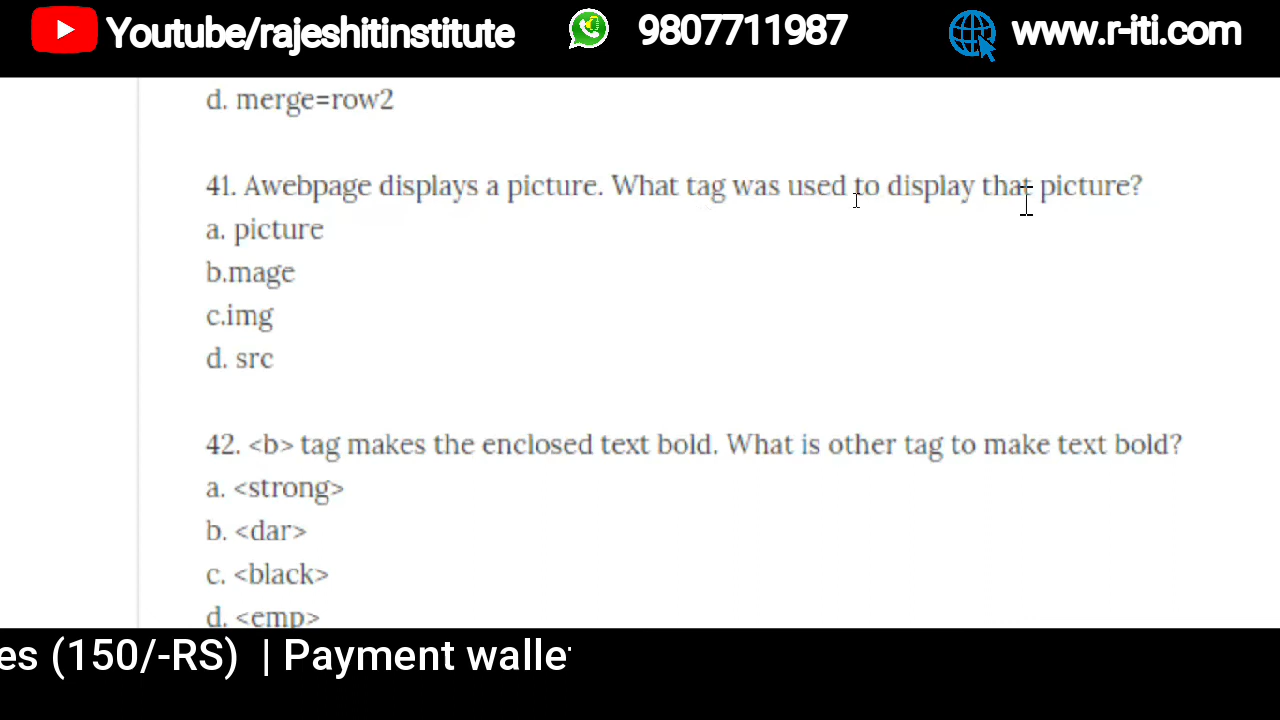 Youtube/rajeshitinstitute 9807711987 www.r-iti.com
d. merge=row2
41. Awebpage displays a picture. What tag was used to display that picture?
a. picture
b.mage
c.img
d. src
42. <b> tag makes the enclosed text bold. What is other tag to make text bold?
a. <strong>
b. <dar>
c. <black>
d. <emp>
es (150/-RS) | Payment walle